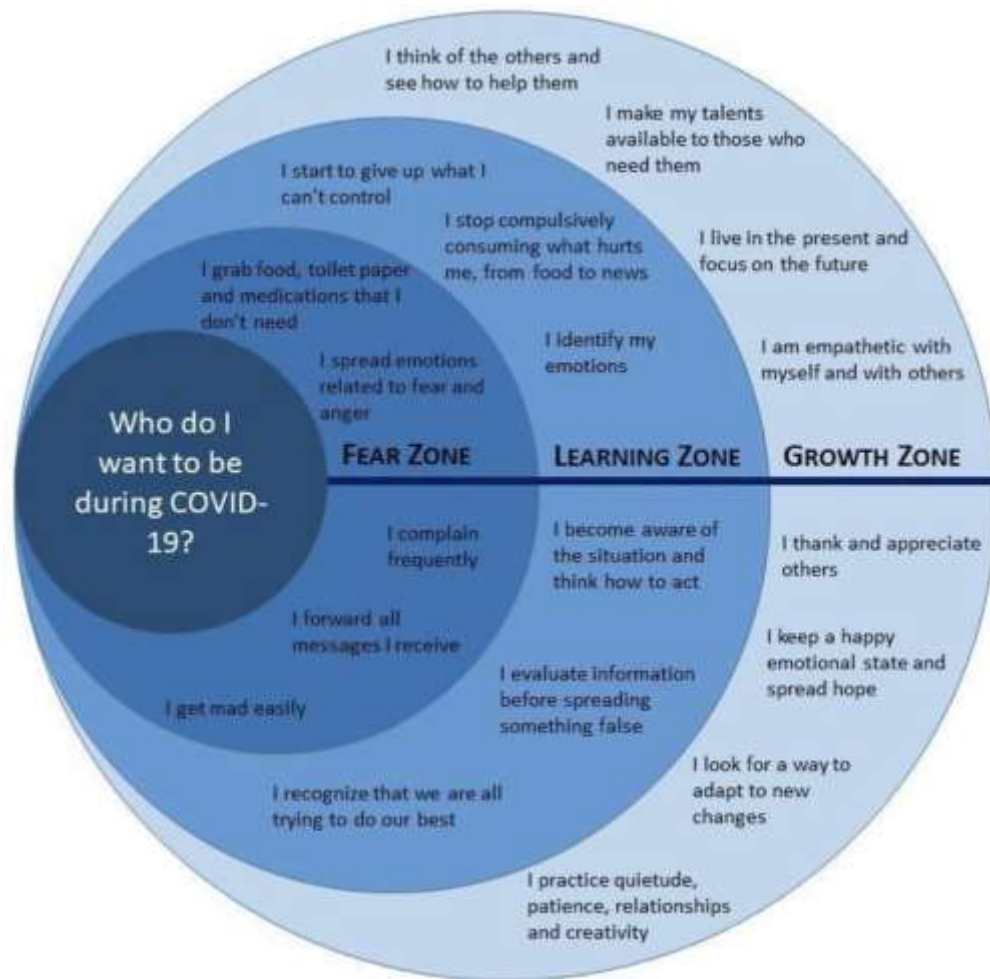 I think of the others and
see how to help them
I make my talents
available to those who
need them
I start to give up what I
can't control
I stop compulsively
consuming what hurts
me, from food to news
I live in the present and
focus on the future
I grab food, toilet paper
and medications that I
don't need
I identify my
emotions
I am empathetic with
myself and with others
I spread emotions
related to fear and
anger
Who do I
want to be
during COVID-
19?
FEAR ZONE
LEARNING ZONE
GROWTH ZONE
I complain
frequently
I become aware of
the situation and
think how to act
I thank and appreciate
others
I forward all
messages I receive
I keep a happy
emotional state and
spread hope
I get mad easily
I evaluate information
before spreading
something false
I look for a way to
adapt to new
changes
I recognize that we are all
trying to do our best
I practice quietude,
patience, relationships
and creativity